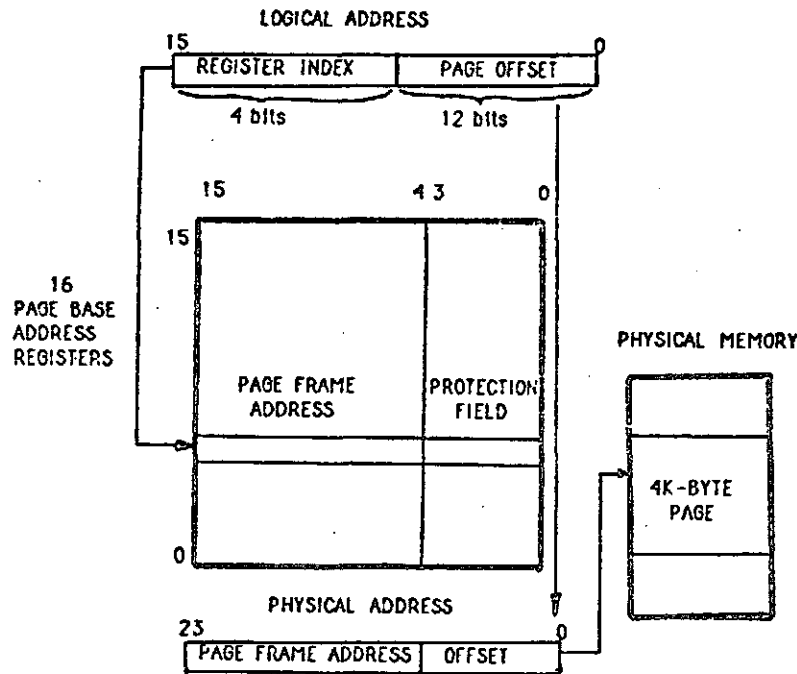 LOGICAL ADDRESS
15 0
REGISTER INDEX PAGE OFFSET
4 bits 12 bits
15 4 3 0
15
16
PAGE BASE
ADDRESS
REGISTERS
PHYSICAL MEMORY
PAGE FRAME
ADDRESS
PROTECTION
FIELD
4K-BYTE
PAGE
0
PHYSICAL ADDRESS
23 0
PAGE FRAME ADDRESS OFFSET